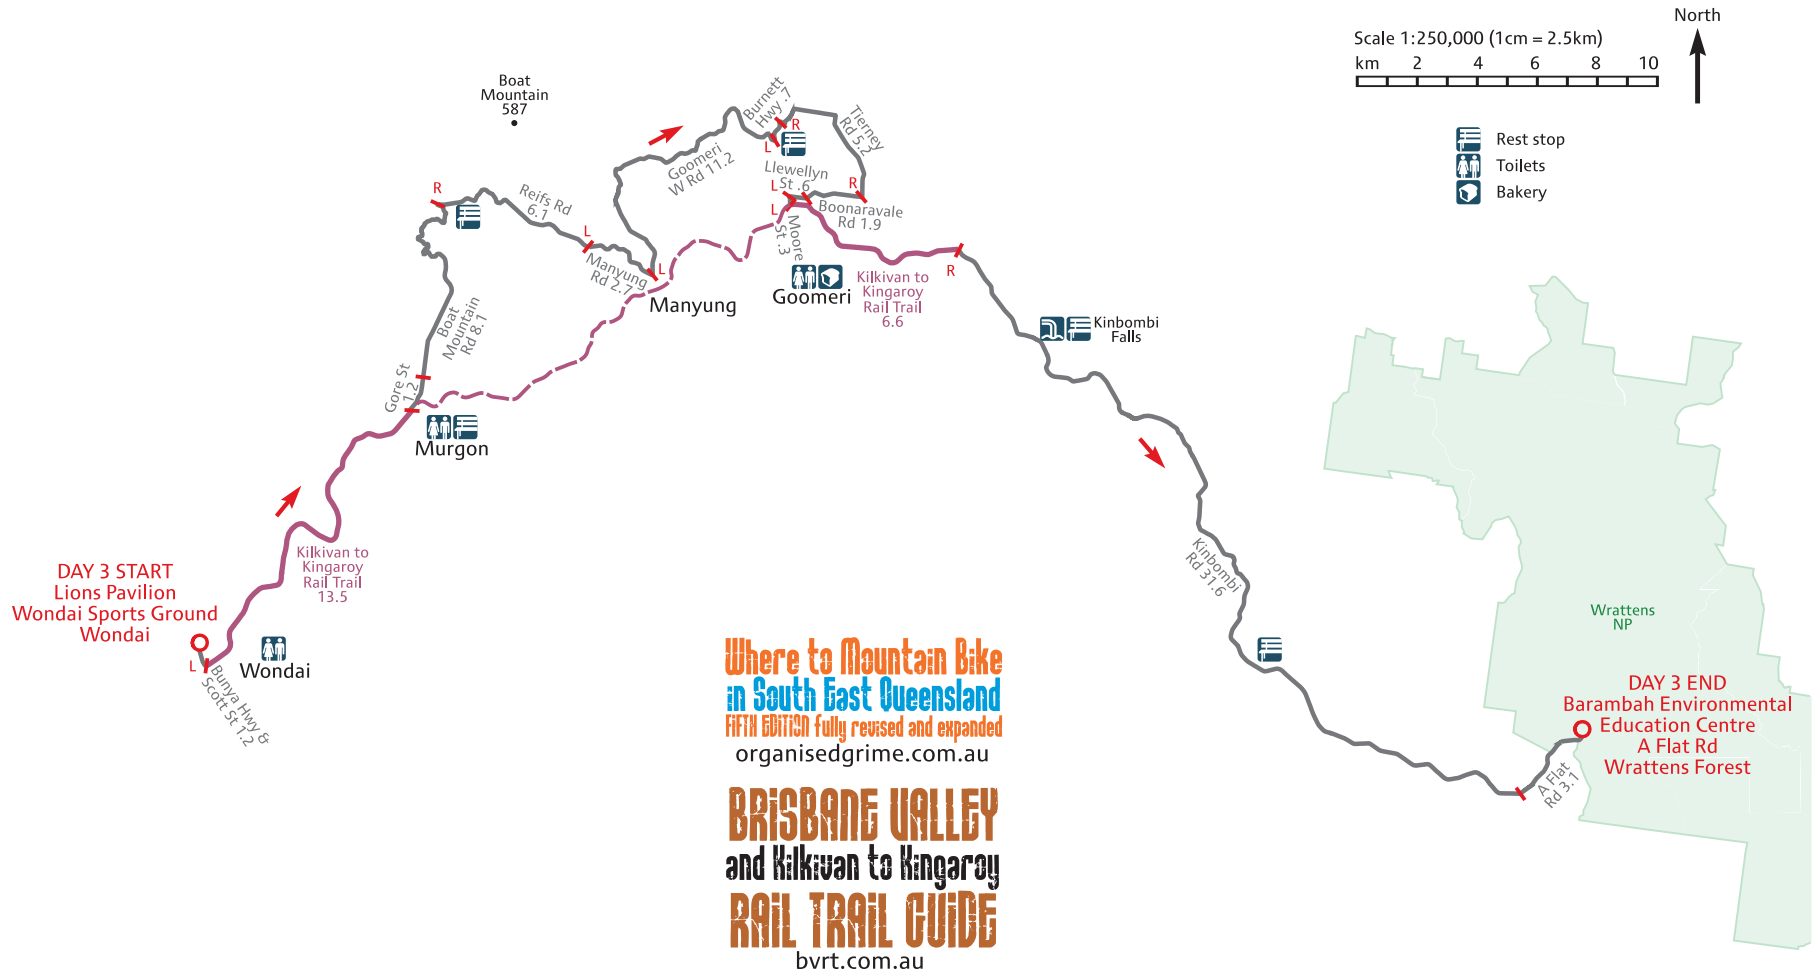 North
Scale 1:250,000 (1cm = 2.5km)
km 2 4 6 8 10
Rest stop
Toilets
Bakery
Boat
Mountain
587
Burnett
Hwy .7
L
R
Tierney
Rd 5.2
Goomeri
W Rd 11.2
Llewellyn
St .6
L
R
L
Boonaravale
Rd 1.9
Moore
St .3
R
Reifs Rd
6.1
L
Manyung
Rd 2.7
L
Manyung
Goomeri
Kilkivan to
Kingaroy
Rail Trail
6.6
R
Kinbombi
Falls
Boat
Mountain
Rd 8.1
Gore St
1.2
Murgon
Kilkivan to
Kingaroy
Rail Trail
13.5
DAY 3 START
Lions Pavilion
Wondai Sports Ground
Wondai
L
Bunya Hwy &
Scott St 1.2
Wondai
Kinbombi
Rd 31.6
Wrattens
NP
DAY 3 END
Barambah Environmental
Education Centre
A Flat Rd
Wrattens Forest
A Flat
Rd 3.1
Where to Mountain Bike
in South East Queensland
FiFTH EDiTiON fully revised and expanded
organisedgrime.com.au
BRiSBANE VALLEY
and Kilkivan to Kingaroy
RAiL TRAiL GUiDE
bvrt.com.au